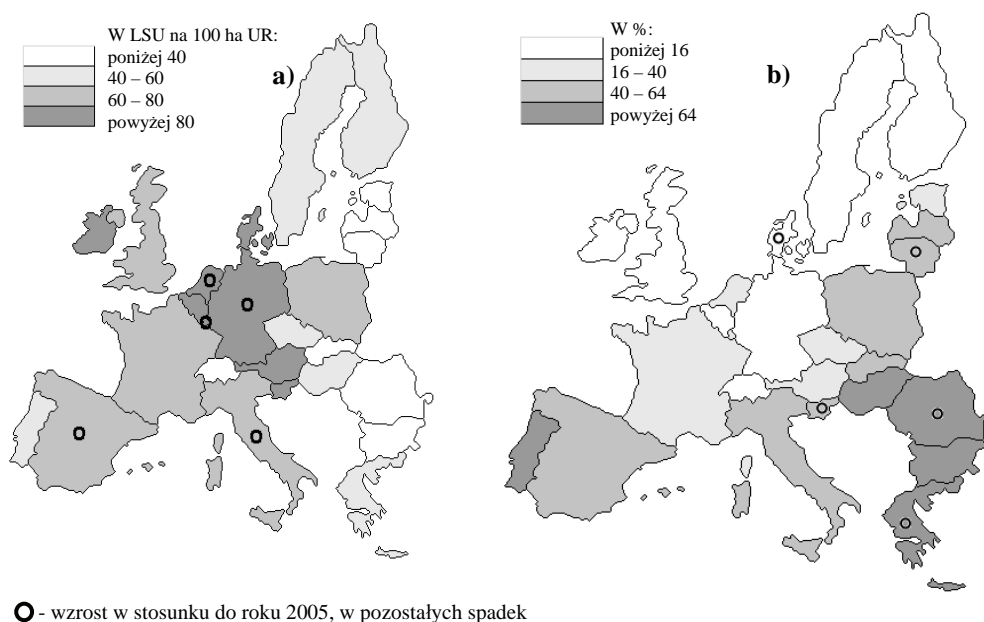 W LSU na 100 ha UR:
poniżej 40
40 – 60
60 – 80
powyżej 80
a)
W %:
poniżej 16
16 – 40
40 – 64
powyżej 64
b)
- wzrost w stosunku do roku 2005, w pozostałych spadek